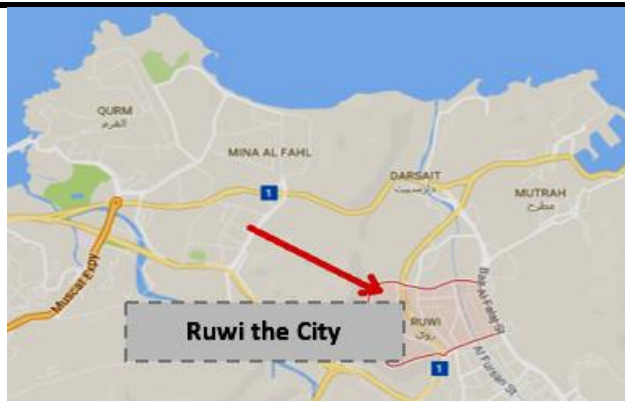 QURM
القرم
MINA AL FAHL
1
DARSAIT
دارسيت
MUTRAH
مطرح
Muscat Expy
Ruwi the City
RUWI
روي
Bait Al Falaj St
1
Al Fursan St